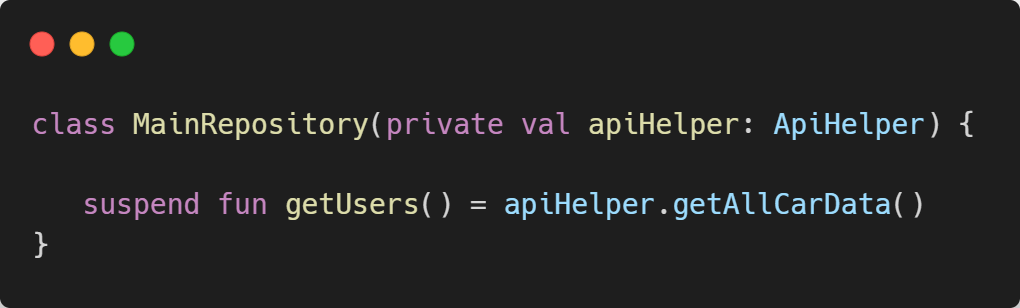 class MainRepository(private val apiHelper: ApiHelper) {
suspend fun getUsers() = apiHelper.getAllCarData()
}